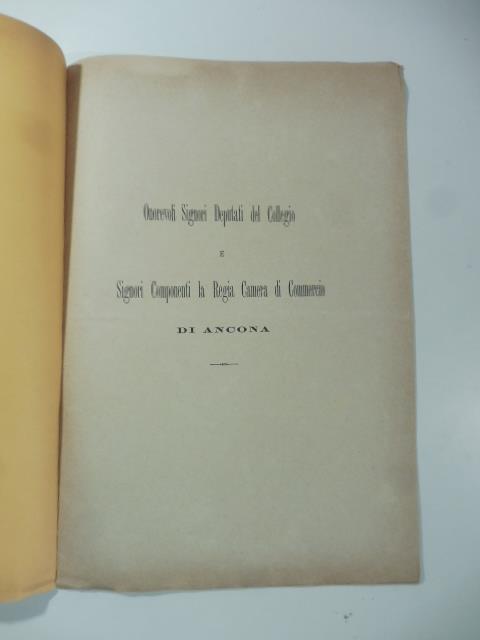 Onorevoli Signori Deputati del Collegio
E
Signori Componenti la Regia Camera di Commercio
DI ANCONA